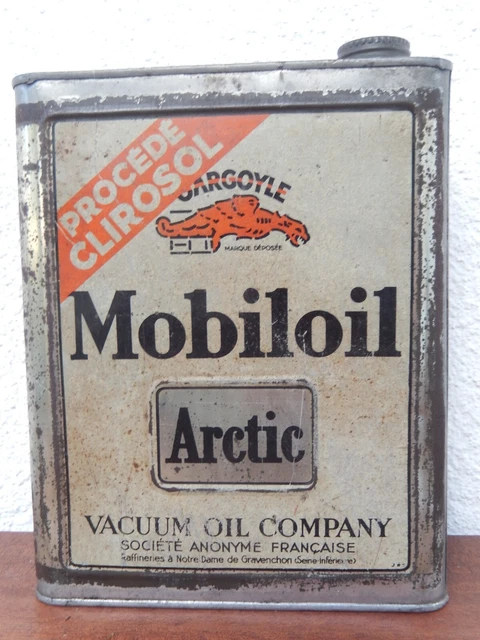 PROCÉDÉ
CLIROSOL
GARGOYLE
MARQUE DÉPOSÉE
Mobiloil
Arctic
VACUUM OIL COMPANY
SOCIÉTÉ ANONYME FRANÇAISE
Raffineries à Notre Dame de Gravenchon (Seine-Inférieure)